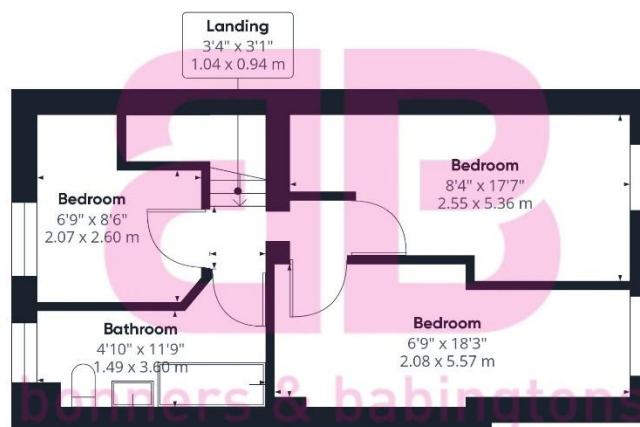 Landing
3'4" x 3'1"
1.04 x 0.94 m
Bedroom
8'4" x 17'7"
2.55 x 5.36 m
Bedroom
6'9" x 8'6"
2.07 x 2.60 m
Bedroom
6'9" x 18'3"
2.08 x 5.57 m
Bathroom
4'10" x 11'9"
1.49 x 3.60 m
BB
bonners & babingtons